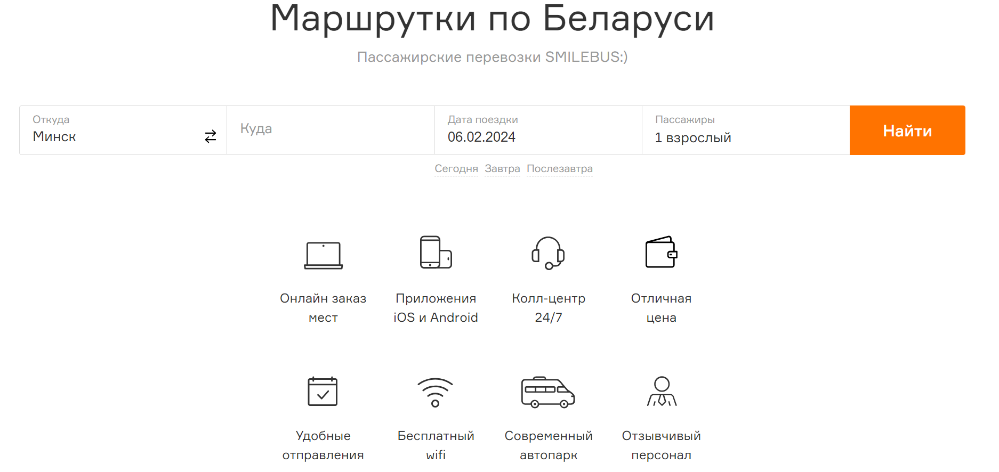 Маршрутки по Беларуси
Пассажирские перевозки SMILEBUS:)
Откуда
Минск
Куда
Дата поездки
06.02.2024
Пассажиры
1 взрослый
Найти
Сегодня Завтра Послезавтра
Онлайн заказ
мест
Приложения
iOS и Android
Колл-центр
24/7
Отличная
цена
Удобные
отправления
Бесплатный
wifi
Современный
автопарк
Отзывчивый
персонал